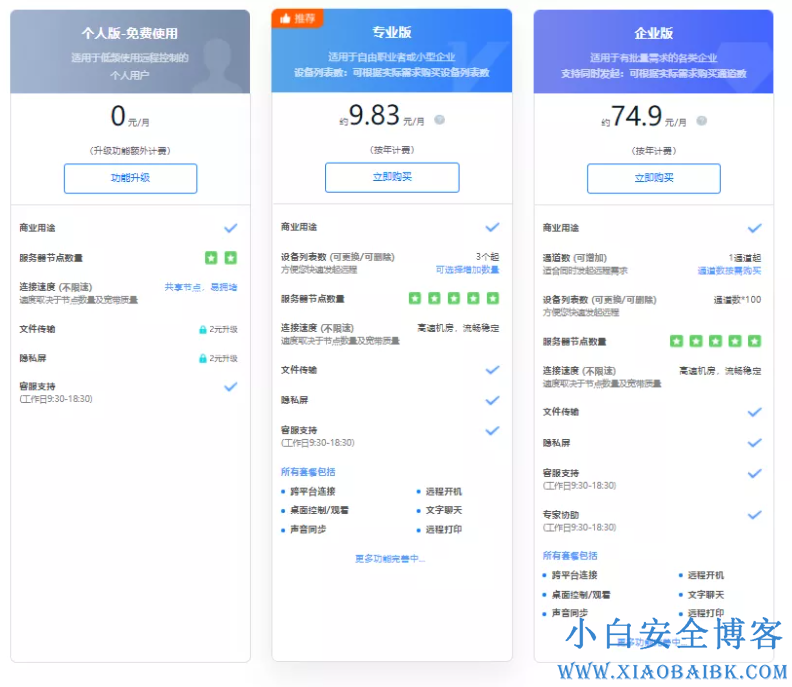 个人版-免费使用
适用于低频使用远程控制的
个人用户
0元/月
(升级功能额外计费)
功能升级
商业用途
服务器节点数量
连接速度 (不限速)
共享节点，易拥堵
速度取决于节点数量及宽带质量
文件传输
2元升级
隐私屏
2元升级
客服支持
(工作日9:30-18:30)
推荐
专业版
适用于自由职业者或小型企业
设备列表数：可根据实际需求购买设备列表数
约9.83元/月
(按年计费)
立即购买
商业用途
设备列表数 (可更换/可删除)
3个起
方便您快速发起远程
可选择增加数量
服务器节点数量
连接速度 (不限速)
高速机房，流畅稳定
速度取决于节点数量及宽带质量
文件传输
隐私屏
客服支持
(工作日9:30-18:30)
所有套餐包括
跨平台连接
远程开机
桌面控制/观看
文字聊天
声音同步
远程打印
更多功能完善中...
企业版
适用于有批量需求的各类企业
支持同时发起：可根据实际需求购买通道数
约74.9元/月
(按年计费)
立即购买
商业用途
通道数 (可增加)
1通道起
适合同时发起远程需求
通道数按需购买
设备列表数 (可更换/可删除)
通道数*100
方便您快速发起远程
服务器节点数量
连接速度 (不限速)
高速机房，流畅稳定
速度取决于节点数量及宽带质量
文件传输
隐私屏
客服支持
(工作日9:30-18:30)
专家协助
(工作日9:30-18:30)
所有套餐包括
跨平台连接
远程开机
桌面控制/观看
文字聊天
声音同步
远程打印
更多功能完善中...
小白安全博客
WWW.XIAOBAIBK.COM